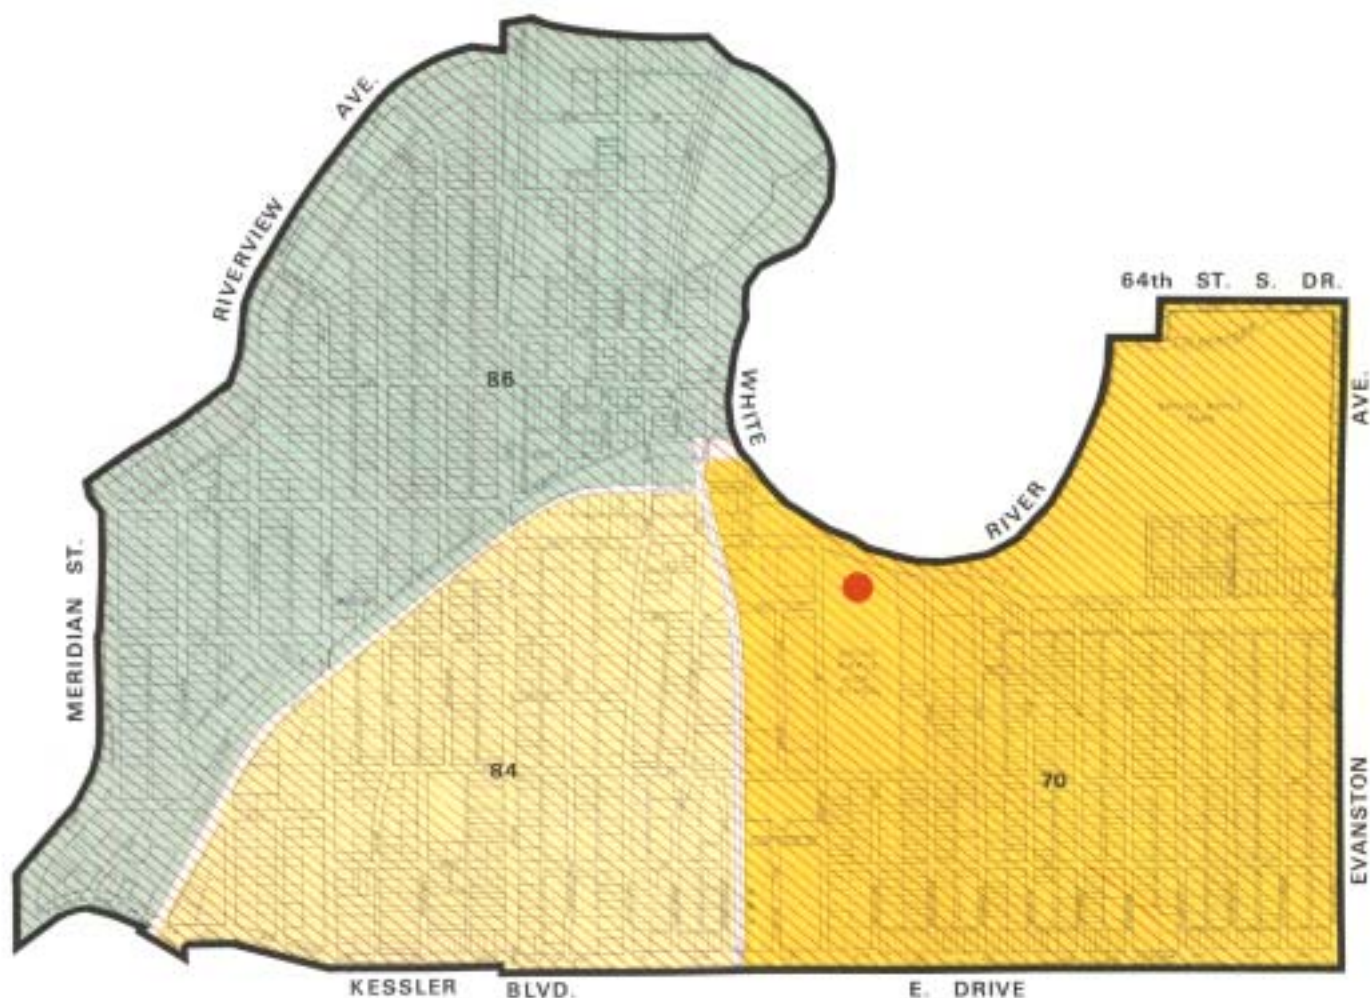 RIVERVIEW AVE.
64th ST. S. DR.
86
WHITE RIVER
AVE.
MERIDIAN ST.
84
70
EVANSTON
KESSLER BLVD. E. DRIVE